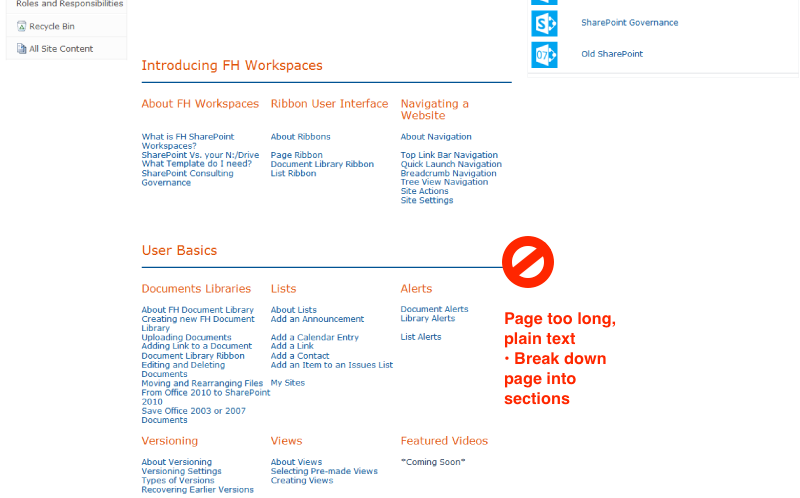 Roles and Responsibilities
Recycle Bin
All Site Content
SharePoint Governance
Old SharePoint
Introducing FH Workspaces
About FH Workspaces
What is FH SharePoint
Workspaces?
SharePoint Vs. your N:/Drive
What Template do I need?
SharePoint Consulting
Governance
Ribbon User Interface
About Ribbons
Page Ribbon
Document Library Ribbon
List Ribbon
Navigating a
Website
About Navigation
Top Link Bar Navigation
Quick Launch Navigation
Breadcrumb Navigation
Tree View Navigation
Site Actions
Site Settings
User Basics
Documents Libraries
About FH Document Library
Creating new FH Document
Library
Uploading Documents
Adding Link to a Document
Document Library Ribbon
Editing and Deleting
Documents
Moving and Rearranging Files
From Office 2010 to SharePoint
2010
Save Office 2003 or 2007
Documents
Lists
About Lists
Add an Announcement
Add a Calendar Entry
Add a Link
Add a Contact
Add an Item to an Issues List
My Sites
Alerts
Document Alerts
Library Alerts
List Alerts
Page too long,
plain text
• Break down
page into
sections
Versioning
About Versioning
Versioning Settings
Types of Versions
Recovering Earlier Versions
Views
About Views
Selecting Pre-made Views
Creating Views
Featured Videos
*Coming Soon*